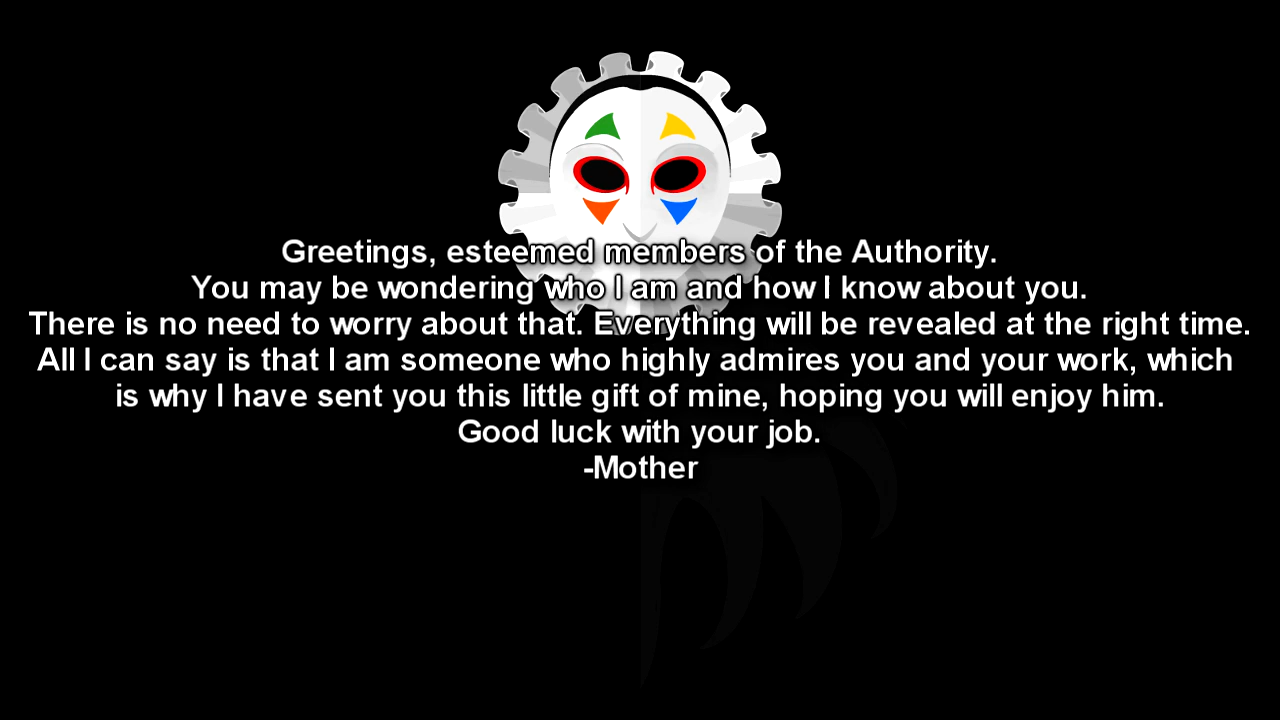 Greetings, esteemed members of the Authority.
You may be wondering who I am and how I know about you.
There is no need to worry about that. Everything will be revealed at the right time.
All I can say is that I am someone who highly admires you and your work, which
is why I have sent you this little gift of mine, hoping you will enjoy him.
Good luck with your job.
-Mother